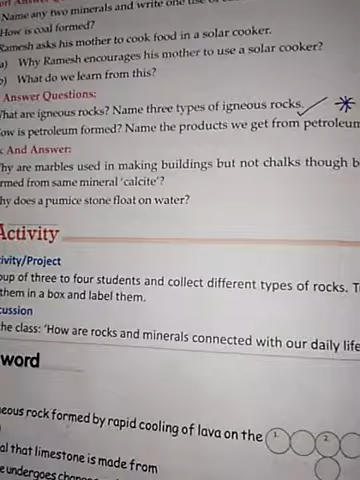 Name any two minerals and write one use of
How is coal formed?
Ramesh asks his mother to cook food in a solar cooker.
a) Why Ramesh encourages his mother to use a solar cooker?
b) What do we learn from this?
Answer Questions:
What are igneous rocks? Name three types of igneous rocks.
ow is petroleum formed? Name the products we get from petroleum
And Answer:
hy are marbles used in making buildings but not chalks though b
rmed from same mineral 'calcite'?
hy does a pumice stone float on water?
Activity
ivity/Project
oup of three to four students and collect different types of rocks. T
them in a box and label them.
cussion
he class: 'How are rocks and minerals connected with our daily life
word
eous rock formed by rapid cooling of lava on the
1.
2.
al that limestone is made from
e undergoes